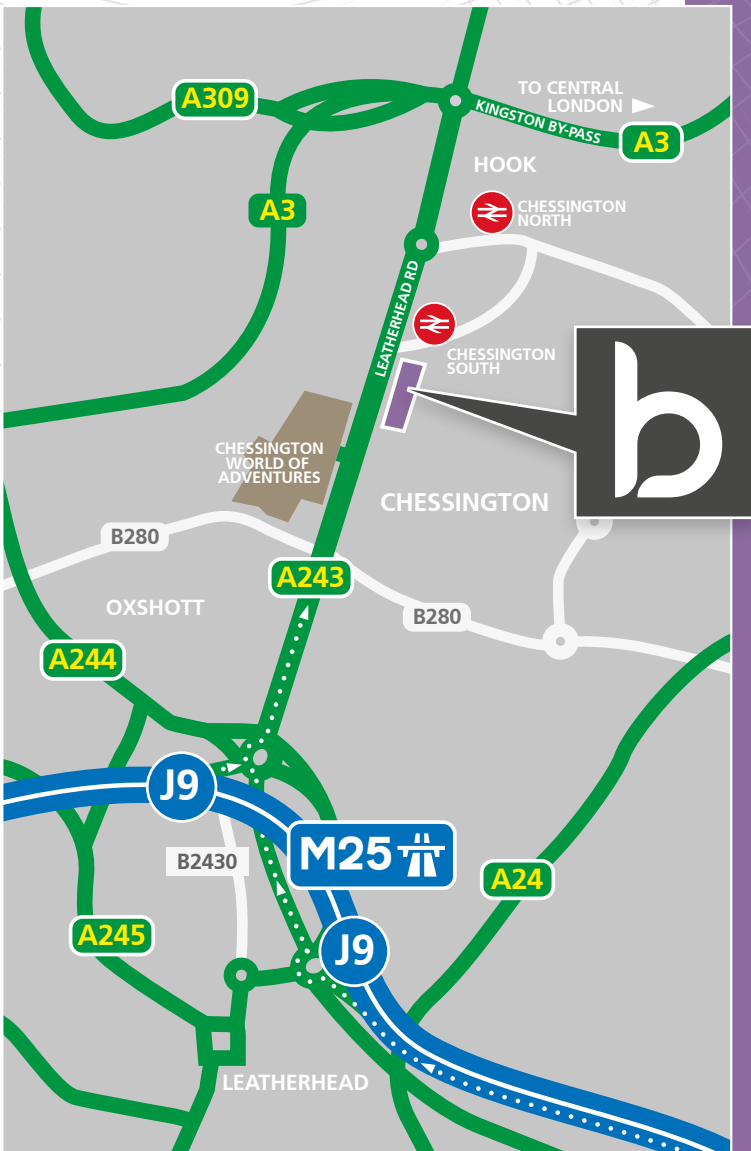 A309
TO CENTRAL
LONDON
KINGSTON BY-PASS
A3
HOOK
A3
CHESSINGTON
NORTH
LEATHERHEAD RD
CHESSINGTON
SOUTH
b
CHESSINGTON
WORLD OF
ADVENTURES
CHESSINGTON
B280
A243
OXSHOTT
B280
A244
J9
M25
B2430
A24
A245
J9
LEATHERHEAD